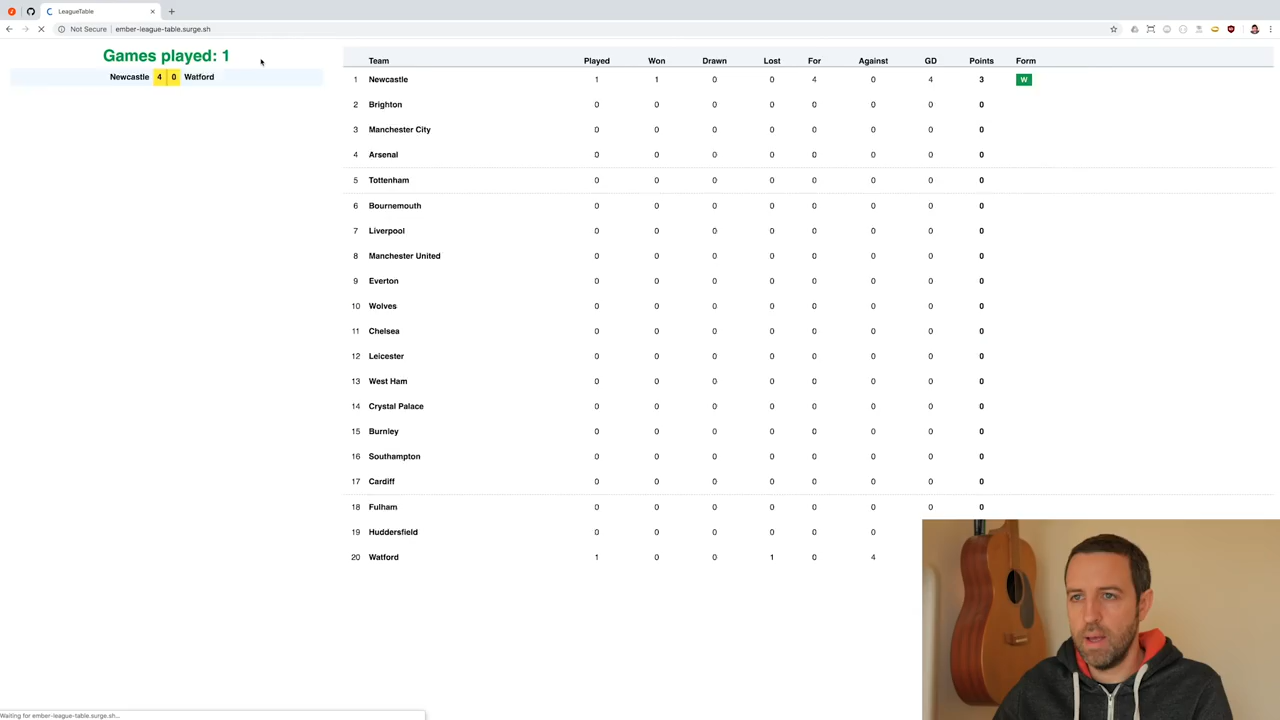 LeagueTable
Not Secure ember-league-table.surge.sh
Games played: 1
Newcastle 4 0 Watford
Team Played Won Drawn Lost For Against GD Points Form
1 Newcastle 1 1 0 0 4 0 4 3 W
2 Brighton 0 0 0 0 0 0 0 0
3 Manchester City 0 0 0 0 0 0 0 0
4 Arsenal 0 0 0 0 0 0 0 0
5 Tottenham 0 0 0 0 0 0 0 0
6 Bournemouth 0 0 0 0 0 0 0 0
7 Liverpool 0 0 0 0 0 0 0 0
8 Manchester United 0 0 0 0 0 0 0 0
9 Everton 0 0 0 0 0 0 0 0
10 Wolves 0 0 0 0 0 0 0 0
11 Chelsea 0 0 0 0 0 0 0 0
12 Leicester 0 0 0 0 0 0 0 0
13 West Ham 0 0 0 0 0 0 0 0
14 Crystal Palace 0 0 0 0 0 0 0 0
15 Burnley 0 0 0 0 0 0 0 0
16 Southampton 0 0 0 0 0 0 0 0
17 Cardiff 0 0 0 0 0 0 0 0
18 Fulham 0 0 0 0 0 0 0 0
19 Huddersfield 0 0 0 0 0 0
20 Watford 1 0 0 1 0 4
Waiting for ember-league-table.surge.sh...